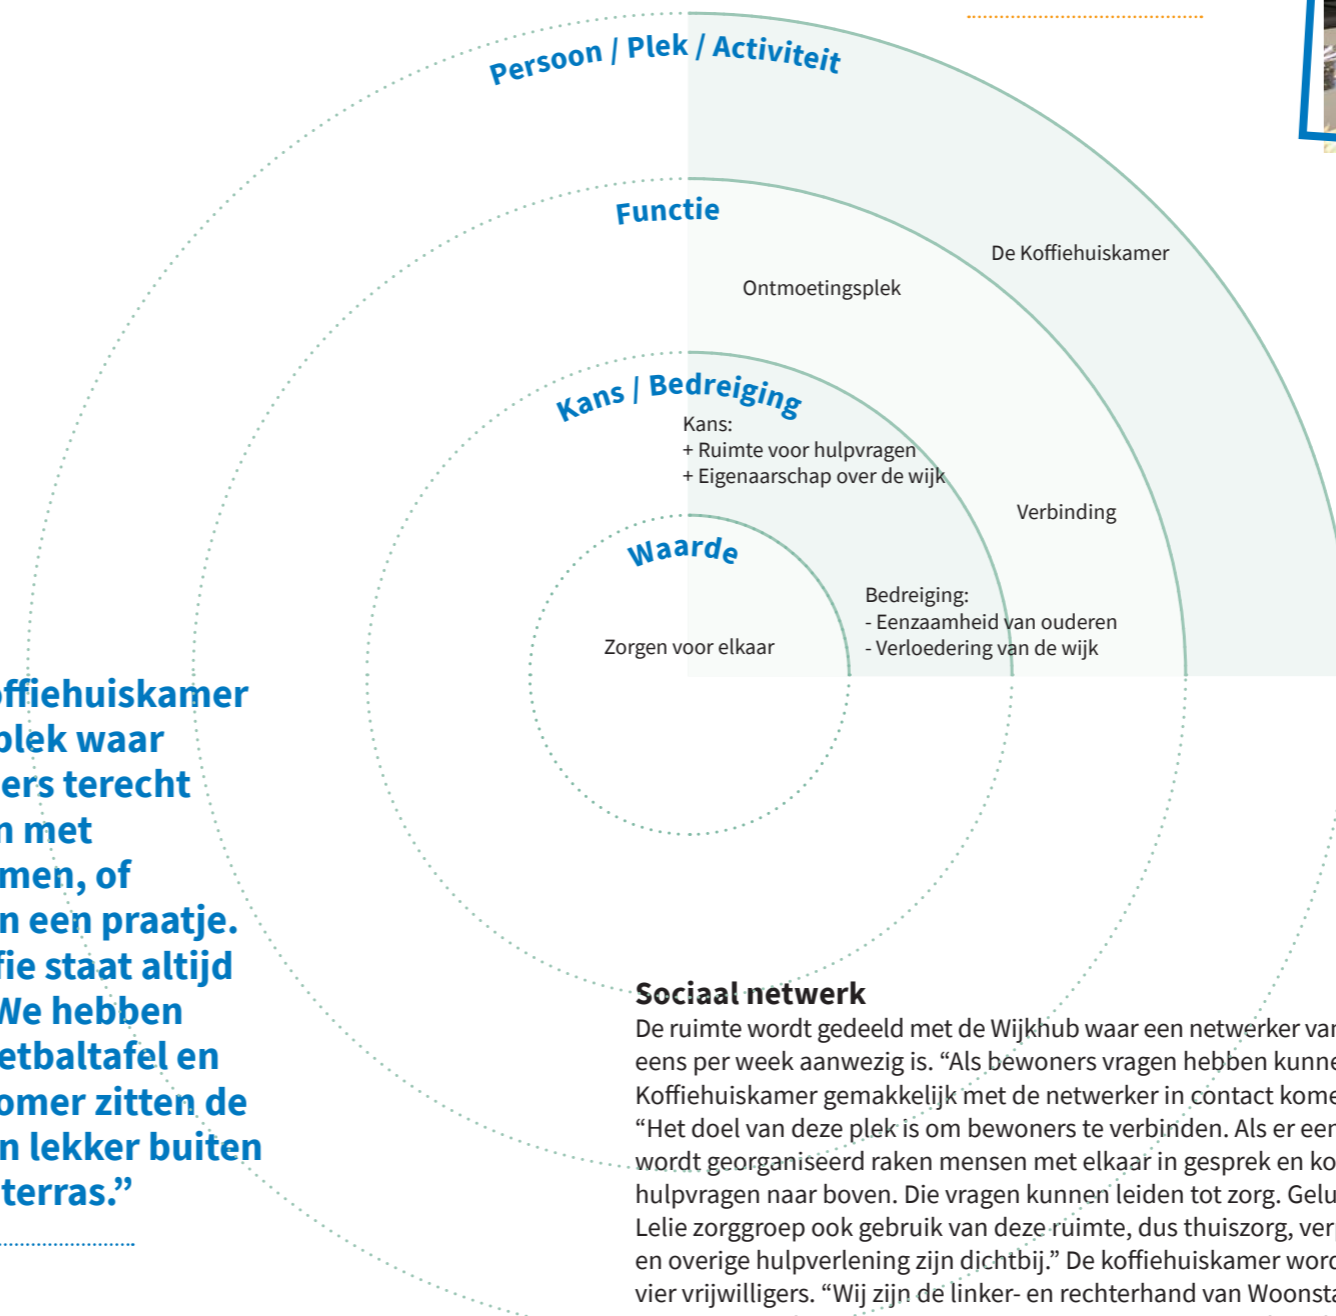 Persoon / Plek / Activiteit
Functie
De Koffiehuiskamer
Ontmoetingsplek
Kans / Bedreiging
Kans:
+ Ruimte voor hulpvragen
+ Eigenaarschap over de wijk
Verbinding
Waarde
Bedreiging:
- Eenzaamheid van ouderen
- Verloedering van de wijk
Zorgen voor elkaar
offiehuiskamer
plek waar
ers terecht
n met
men, of
n een praatje.
fie staat altijd
We hebben
etbaltafel en
omer zitten de
n lekker buiten
terras.”
Sociaal netwerk
De ruimte wordt gedeeld met de Wijkhub waar een netwerker van
eens per week aanwezig is. “Als bewoners vragen hebben kunne
Koffiehuiskamer gemakkelijk met de netwerker in contact kome
“Het doel van deze plek is om bewoners te verbinden. Als er een
wordt georganiseerd raken mensen met elkaar in gesprek en ko
hulpvragen naar boven. Die vragen kunnen leiden tot zorg. Gelu
Lelie zorggroep ook gebruik van deze ruimte, dus thuiszorg, verp
en overige hulpverlening zijn dichtbij.” De koffiehuiskamer word
vier vrijwilligers. “Wij zijn de linker- en rechterhand van Woonsta